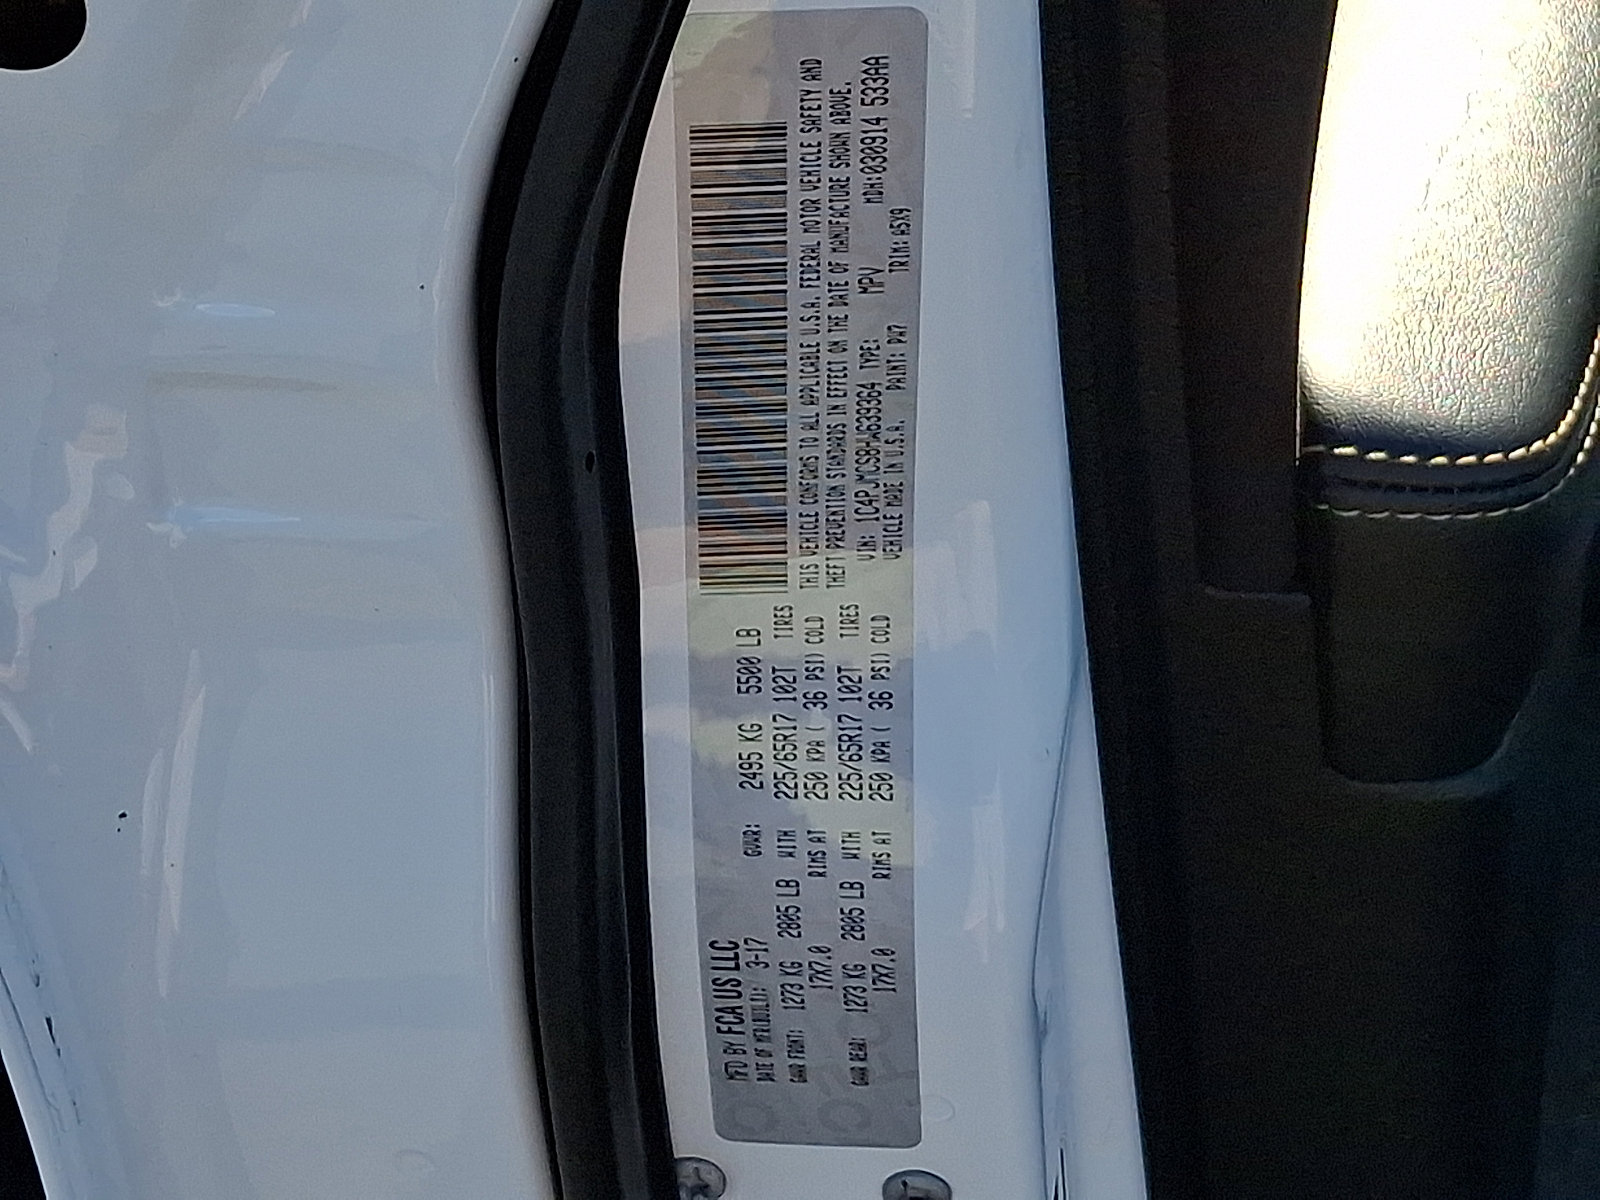 MFD BY FCA US LLC
DATE OF MFR(BUILD): 3-17 GVWR: 2495 KG 5500 LB
GAWR FRONT: 1273 KG 2805 LB WITH 225/65R17 102T TIRES
17X7.0 RIMS AT 250 KPA ( 36 PSI) COLD
GAWR REAR: 1273 KG 2805 LB WITH 225/65R17 102T TIRES
17X7.0 RIMS AT 250 KPA ( 36 PSI) COLD
THIS VEHICLE CONFORMS TO ALL APPLICABLE U.S.A. FEDERAL MOTOR VEHICLE SAFETY AND
THEFT PREVENTION STANDARDS IN EFFECT ON THE DATE OF MANUFACTURE SHOWN ABOVE.
VIN: 1C4PJMCS8HW639364 TYPE: MPV MDH:030914 533AA
VEHICLE MADE IN U.S.A. PAINT: PW7 TRIM: A5X9